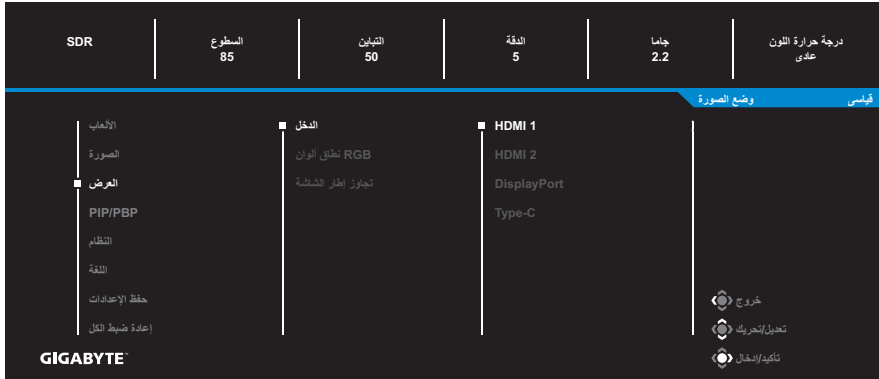 SDR
السطوع
85
التباين
50
الدقة
5
جاما
2.2
درجة حرارة اللون
عادى
وضع الصورة
قياسى
الألعاب
الصورة
العرض
PIP/PBP
النظام
اللغة
حفظ الإعدادات
إعادة ضبط الكل
الدخل
RGB نطاق ألوان
تجاوز إطار الشاشة
HDMI 1
HDMI 2
DisplayPort
Type-C
خروج
تعديل/تحريك
تأكيد/إدخال
GIGABYTE™